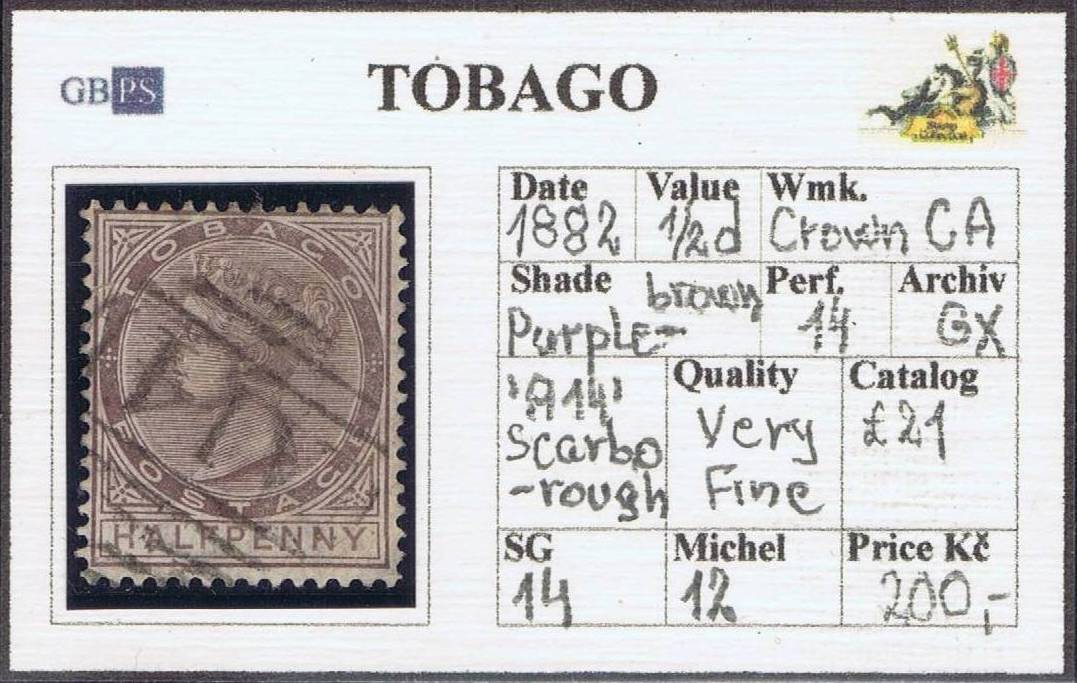 GBPS
TOBAGO
TOBAGO
POSTAGE
HALFPENNY
Date Value Wmk.
1882 1/2d Crown CA
Shade Perf. Archiv
Purple-brown 14 GX
Quality Catalog
'A14' Very £21
Scarbo Fine
-rough
SG Michel Price Kč
14 12 200,-